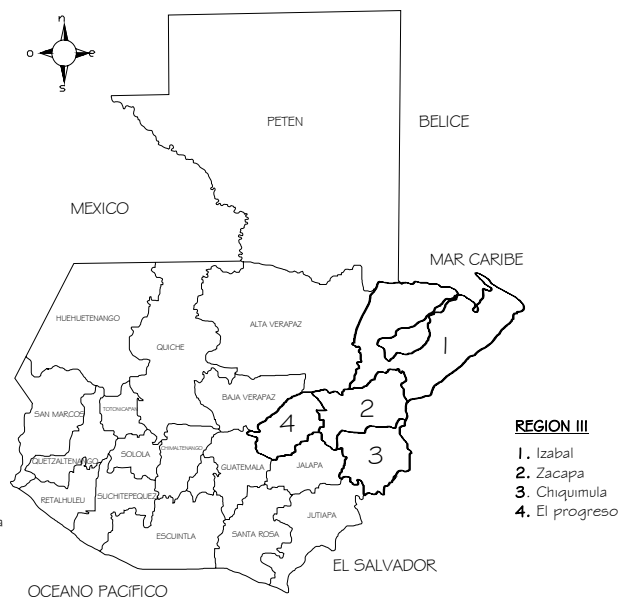 n
o e
s
PETEN
BELICE
MEXICO
MAR CARIBE
HUEHUETENANGO
ALTA VERAPAZ
QUICHE
1
BAJA VERAPAZ
2
SAN MARCOS
TOTONICAPAN
4
QUETZALTENANGO
SOLOLA
CHIMALTENANGO
3
GUATEMALA
JALAPA
RETALHULEU
SUCHITEPEQUEZ
JUTIAPA
ESCUINTLA
SANTA ROSA
EL SALVADOR
OCEANO PACÍFICO
a
REGION III
1. Izabal
2. Zacapa
3. Chiquimula
4. El progreso